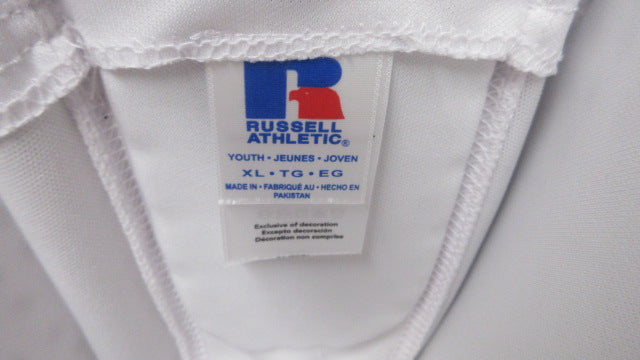 R
RUSSELL
ATHLETIC®
YOUTH • JEUNES • JOVEN
XL • TG • EG
MADE IN • FABRIQUÉ AU • HECHO EN
PAKISTAN
Exclusive of decoration
Excepto decoración
Décoration non comprise